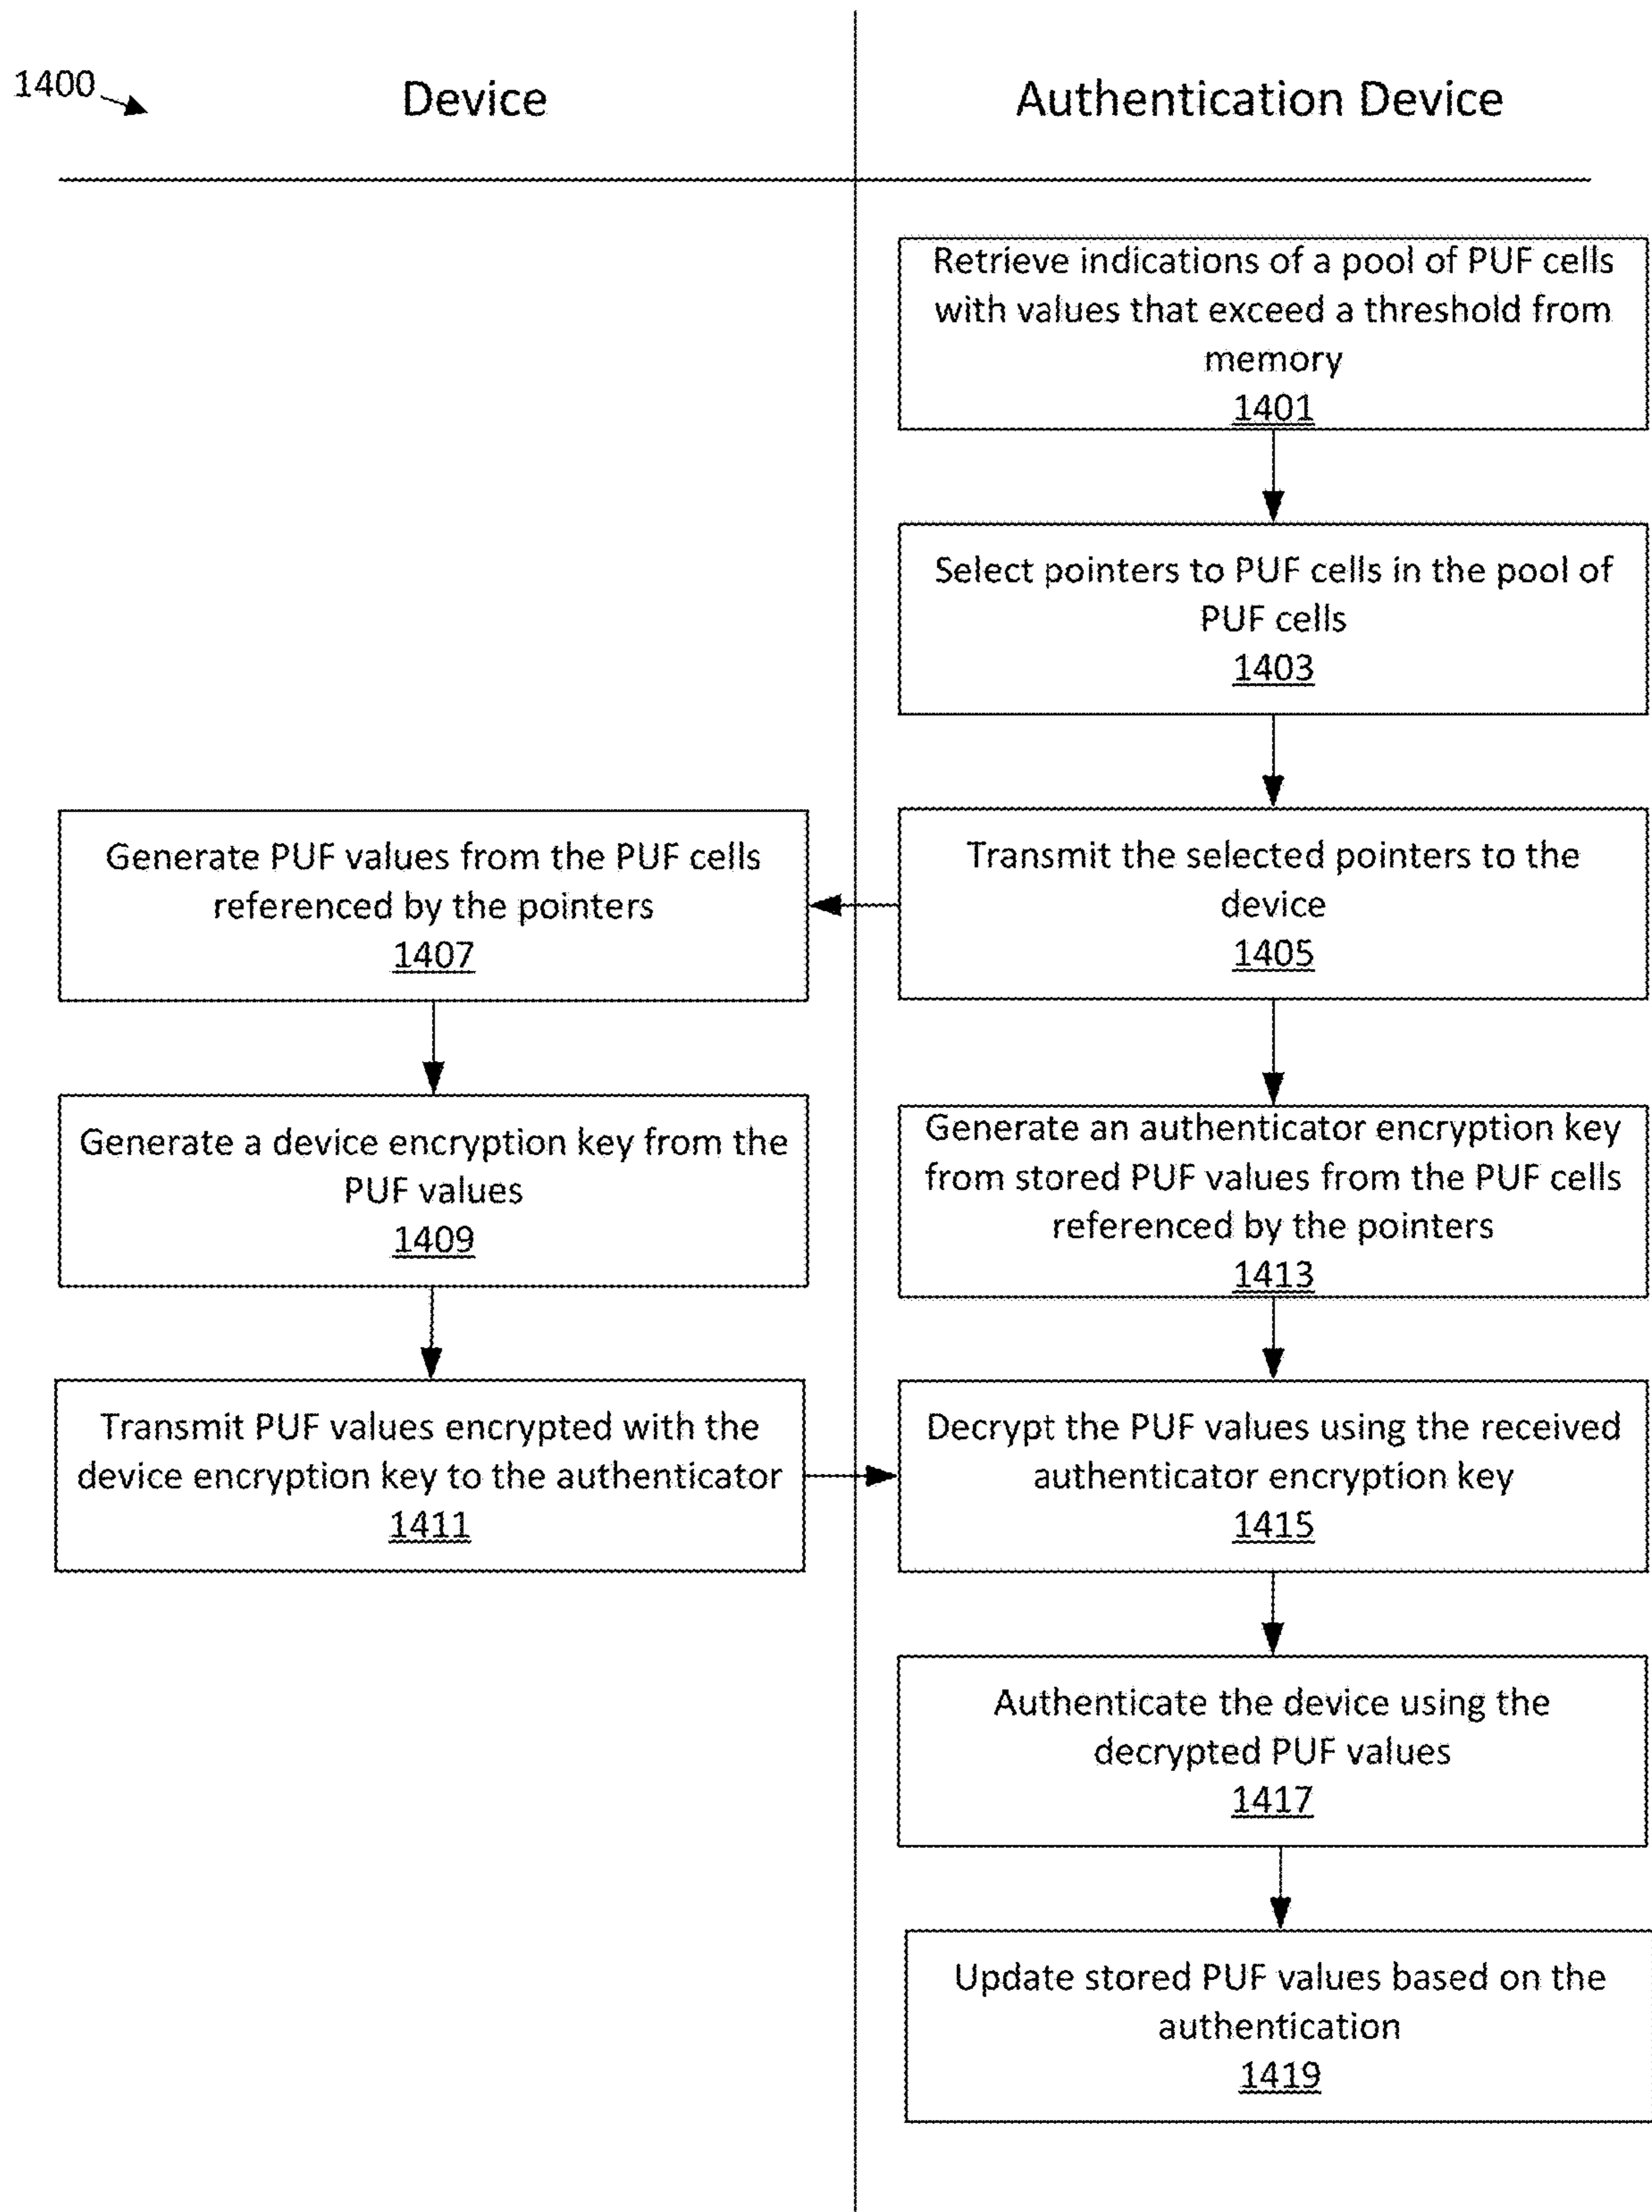 1400
Device
Authentication Device
Retrieve indications of a pool of PUF cells
with values that exceed a threshold from
memory
1401
Select pointers to PUF cells in the pool of
PUF cells
1403
Transmit the selected pointers to the
device
1405
Generate PUF values from the PUF cells
referenced by the pointers
1407
Generate a device encryption key from the
PUF values
1409
Generate an authenticator encryption key
from stored PUF values from the PUF cells
referenced by the pointers
1413
Transmit PUF values encrypted with the
device encryption key to the authenticator
1411
Decrypt the PUF values using the received
authenticator encryption key
1415
Authenticate the device using the
decrypted PUF values
1417
Update stored PUF values based on the
authentication
1419